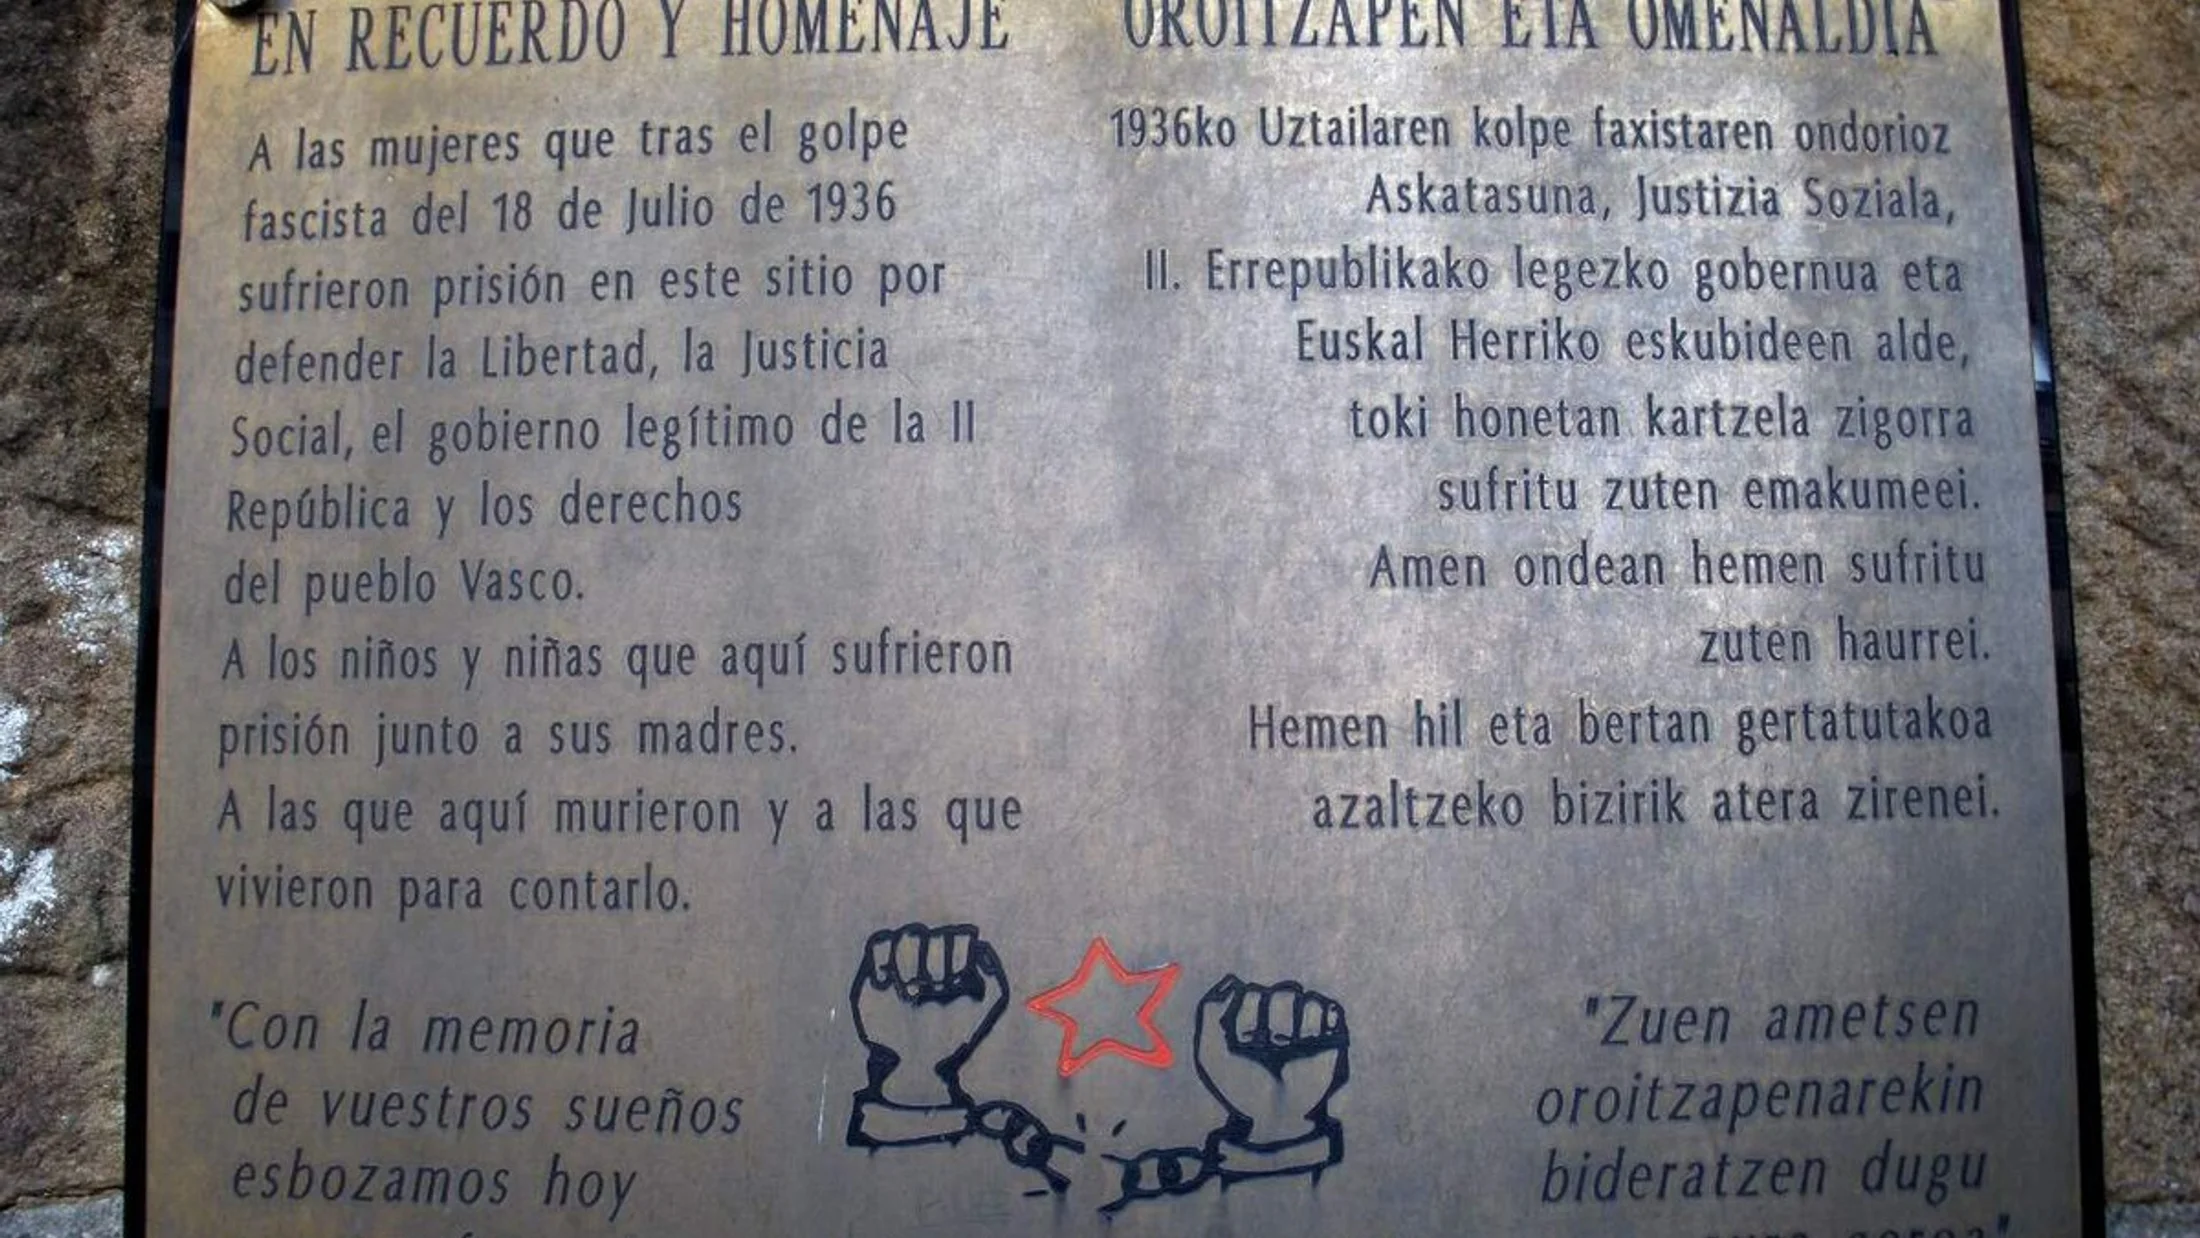 EN RECUERDO Y HOMENAJE
A las mujeres que tras el golpe
fascista del 18 de Julio de 1936
sufrieron prisión en este sitio por
defender la Libertad, la Justicia
Social, el gobierno legítimo de la II
República y los derechos
del pueblo Vasco.
A los niños y niñas que aquí sufrieron
prisión junto a sus madres.
A las que aquí murieron y a las que
vivieron para contarlo.
"Con la memoria
de vuestros sueños
esbozamos hoy
OROITZAPEN ETA OMENALDIA
1936ko Uztailaren kolpe faxistaren ondorioz
Askatasuna, Justizia Soziala,
II. Errepublikako legezko gobernua eta
Euskal Herriko eskubideen alde,
toki honetan kartzela zigorra
sufritu zuten emakumeei.
Amen ondean hemen sufritu
zuten haurrei.
Hemen hil eta bertan gertatutakoa
azaltzeko bizirik atera zirenei.
"Zuen ametsen
oroitzapenarekin
bideratzen dugu